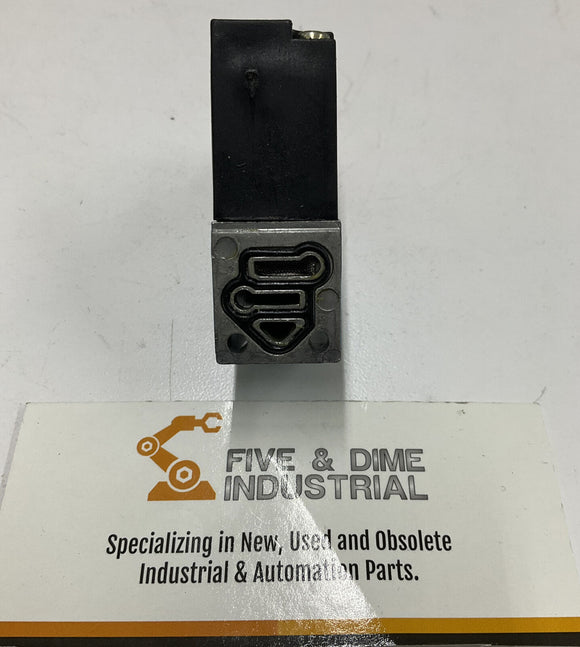 FIVE & DIME
INDUSTRIAL
Specializing in New, Used and Obsolete
Industrial & Automation Parts.